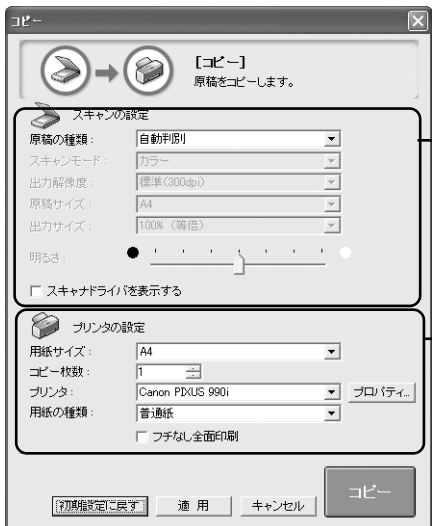 コピー
[コピー]
原稿をコピーします。
スキャンの設定
原稿の種類： 自動判別
スキャンモード： カラー
出力解像度： 標準(300dpi)
原稿サイズ： A4
出力サイズ： 100% (等倍)
明るさ：
スキャナドライバを表示する
プリンタの設定
用紙サイズ： A4
コピー枚数： 1
プリンタ： Canon PIXUS 990i プロパティ...
用紙の種類： 普通紙
フチなし全面印刷
初期設定に戻す 適 用 キャンセル コピー